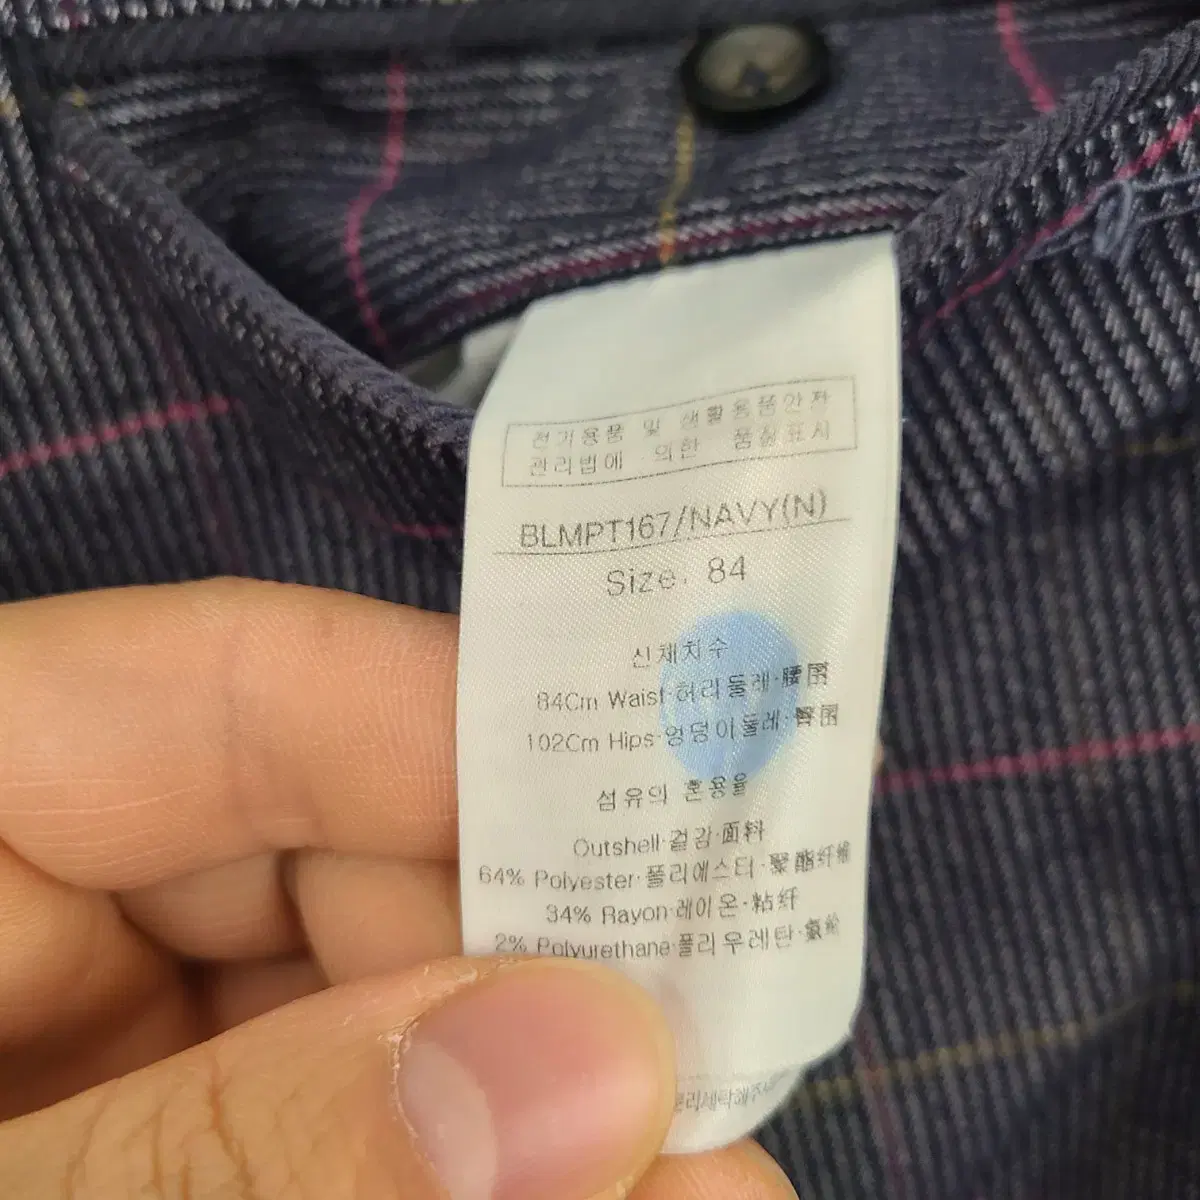 전기용품 및 생활용품안전
관리법에 의한 품질표시
BLMPT167/NAVY(N)
Size. 84
신체치수
84Cm Waist·허리둘레·腰围
102Cm Hips·엉덩이둘레·臀围
섬유의 혼용율
Outshell·겉감·面料
64% Polyester·폴리에스터·聚酯纤维
34% Rayon·레이온·粘纤
2% Polyurethane·폴리우레탄·氨纶